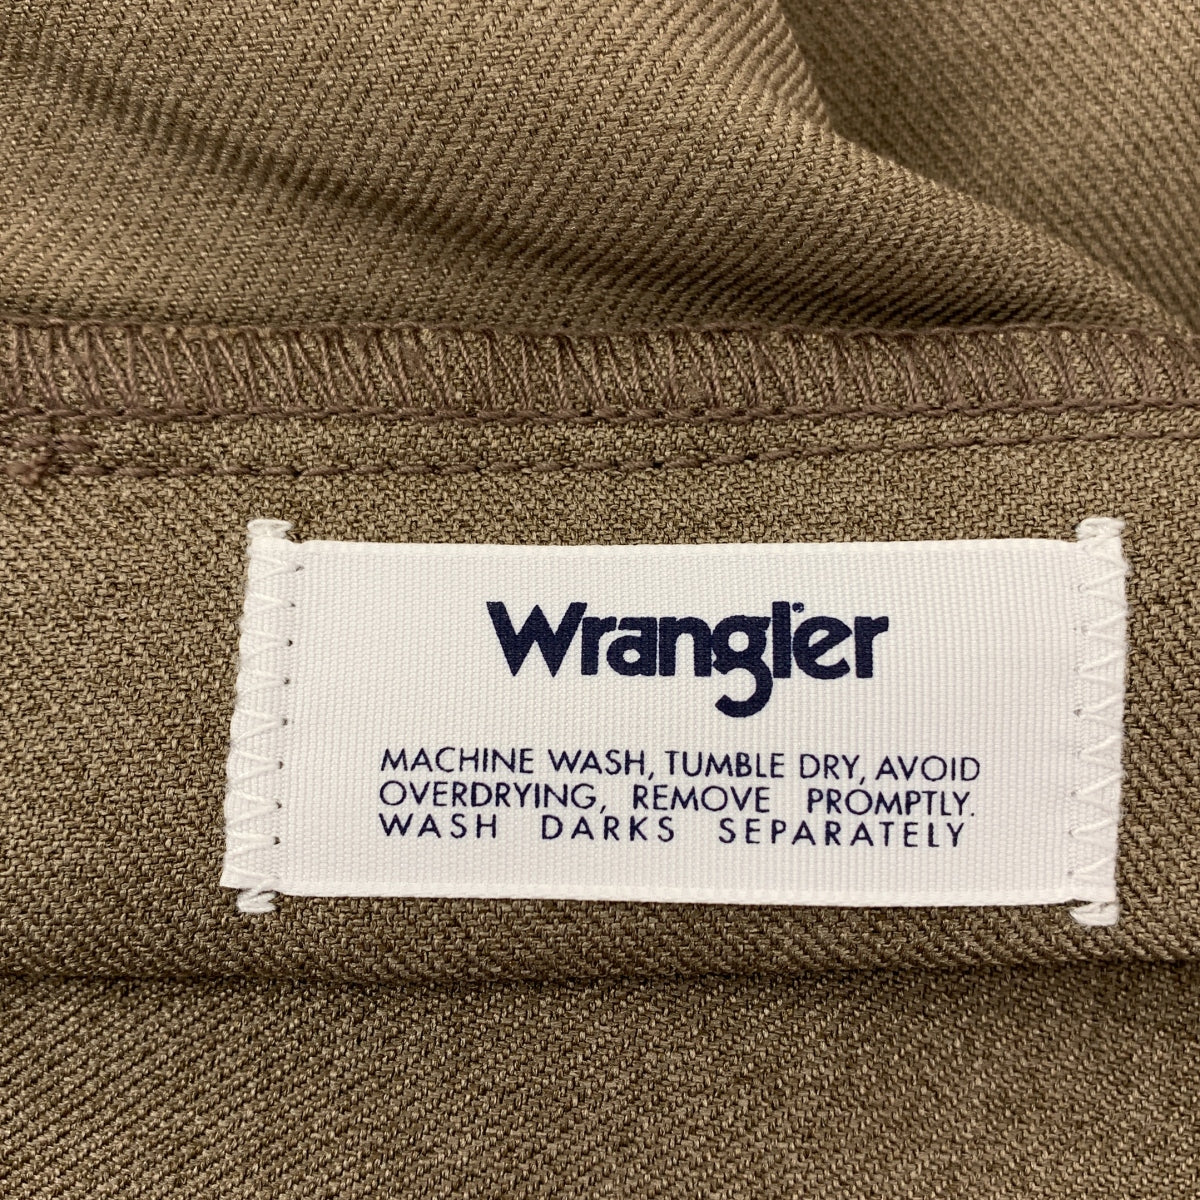 Wrangler
MACHINE WASH, TUMBLE DRY, AVOID
OVERDRYING, REMOVE PROMPTLY.
WASH DARKS SEPARATELY